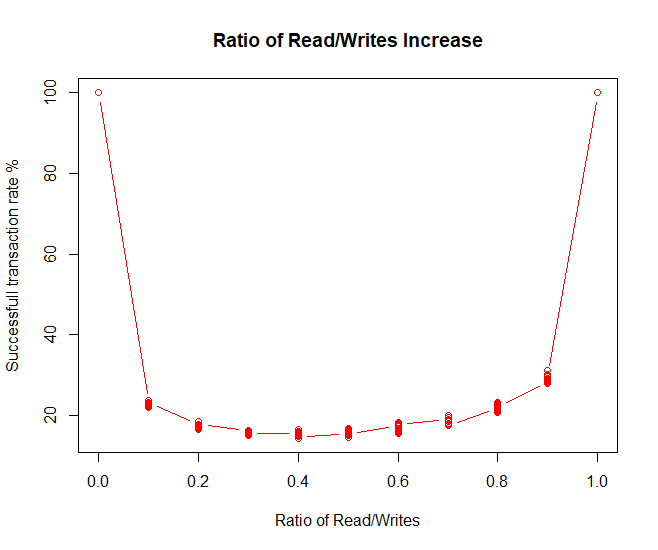 Ratio of Read/Writes Increase
Successfull transaction rate %
100
80
60
40
20
0.0 0.2 0.4 0.6 0.8 1.0
Ratio of Read/Writes